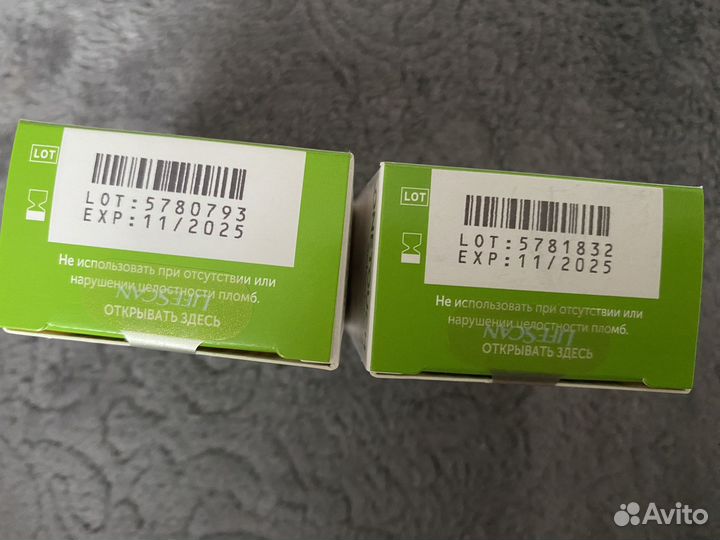 LOT
LOT:5780793
EXP:11/2025
Не использовать при отсутствии или
нарушении целостности пломб.
LIFESCAN
ОТКРЫВАТЬ ЗДЕСЬ
LOT
LOT:5781832
EXP:11/2025
Не использовать при отсутствии или
нарушении целостности пломб.
LIFESCAN
ОТКРЫВАТЬ ЗДЕСЬ
Avito